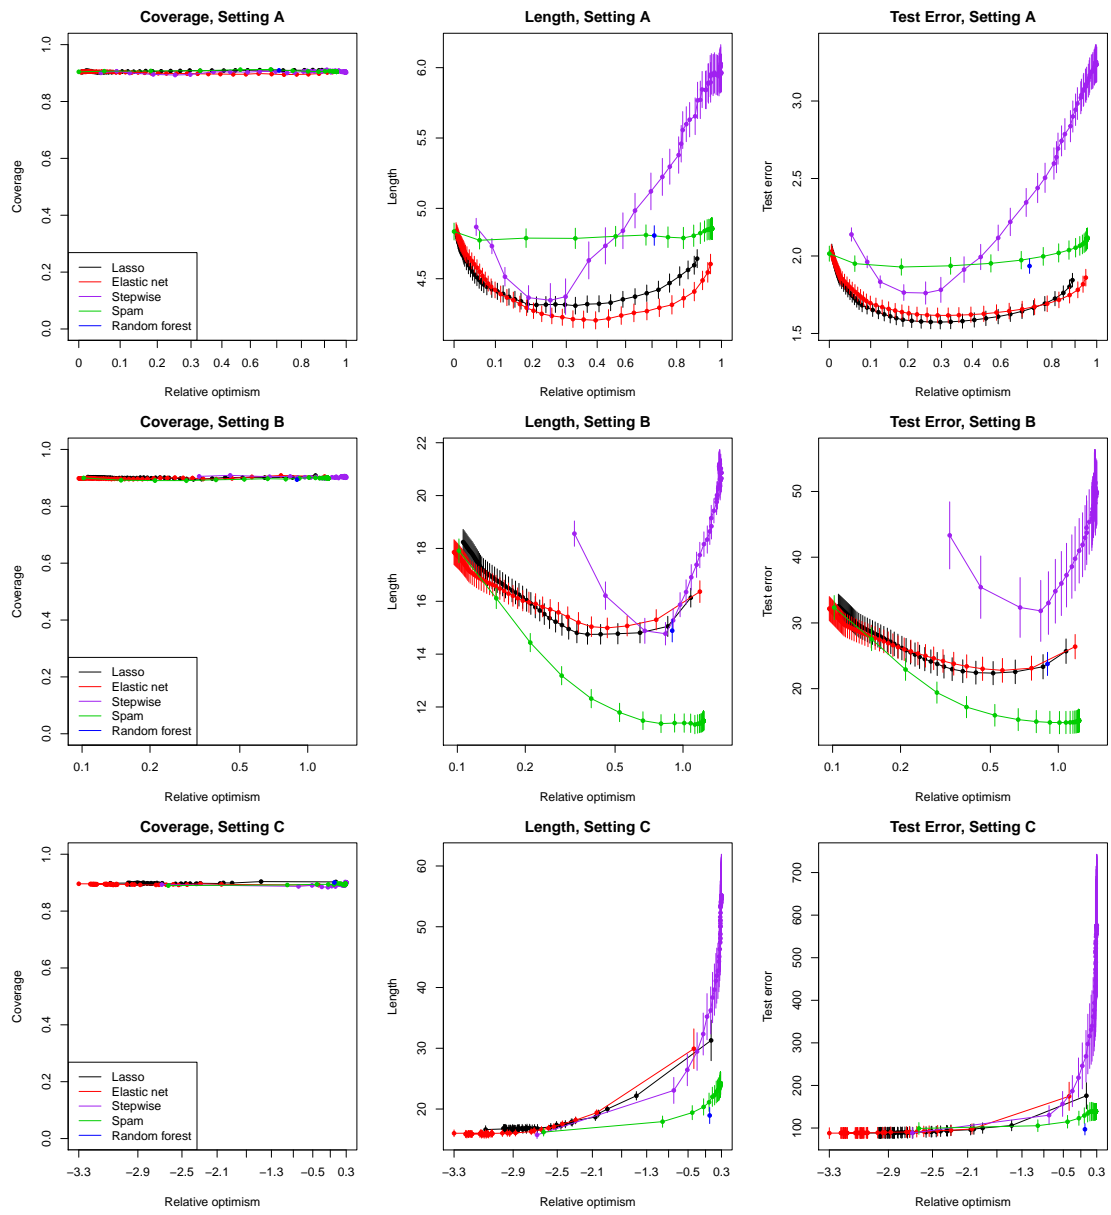 Coverage, Setting A
Coverage
0.0 0.2 0.4 0.6 0.8 1.0
Lasso
Elastic net
Stepwise
Spam
Random forest
0 0.1 0.2 0.3 0.4 0.6 0.8 1
Relative optimism
Length, Setting A
Length
4.5 5.0 5.5 6.0
0 0.1 0.2 0.3 0.4 0.6 0.8 1
Relative optimism
Test Error, Setting A
Test error
1.5 2.0 2.5 3.0
0 0.1 0.2 0.3 0.4 0.6 0.8 1
Relative optimism
Coverage, Setting B
Coverage
0.0 0.2 0.4 0.6 0.8 1.0
Lasso
Elastic net
Stepwise
Spam
Random forest
0.1 0.2 0.5 1.0
Relative optimism
Length, Setting B
Length
12 14 16 18 20 22
0.1 0.2 0.5 1.0
Relative optimism
Test Error, Setting B
Test error
20 30 40 50
0.1 0.2 0.5 1.0
Relative optimism
Coverage, Setting C
Coverage
0.0 0.2 0.4 0.6 0.8 1.0
Lasso
Elastic net
Stepwise
Spam
Random forest
−3.3 −2.9 −2.5 −2.1 −1.3 −0.5 0.3
Relative optimism
Length, Setting C
Length
20 30 40 50 60
−3.3 −2.9 −2.5 −2.1 −1.3 −0.5 0.3
Relative optimism
Test Error, Setting C
Test error
100 200 300 400 500 600 700
−3.3 −2.9 −2.5 −2.1 −1.3 −0.5 0.3
Relative optimism